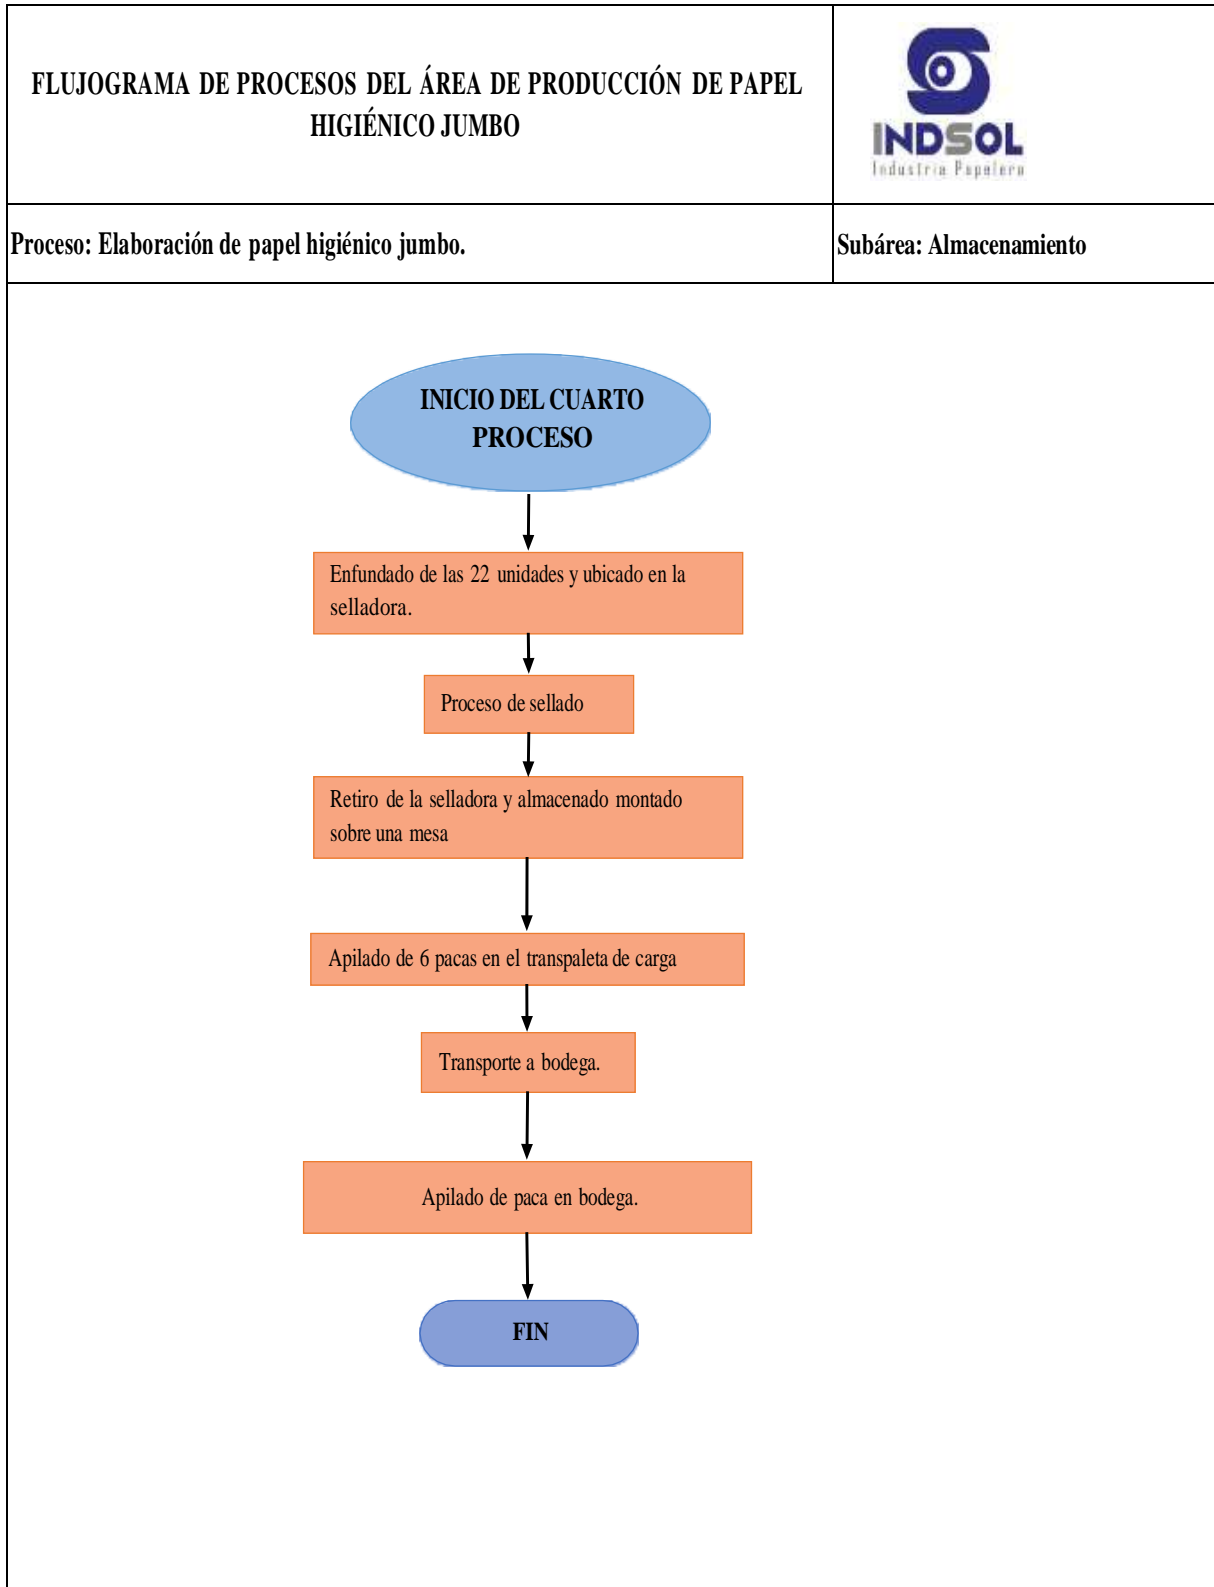 FLUJOGRAMA DE PROCESOS DEL ÁREA DE PRODUCCIÓN DE PAPEL
HIGIÉNICO JUMBO
INDSOL
Industria Papelera
Proceso: Elaboración de papel higiénico jumbo.
Subárea: Almacenamiento
INICIO DEL CUARTO
PROCESO
Enfundado de las 22 unidades y ubicado en la
selladora.
Proceso de sellado
Retiro de la selladora y almacenado montado
sobre una mesa
Apilado de 6 pacas en el transpaleta de carga
Transporte a bodega.
Apilado de paca en bodega.
FIN